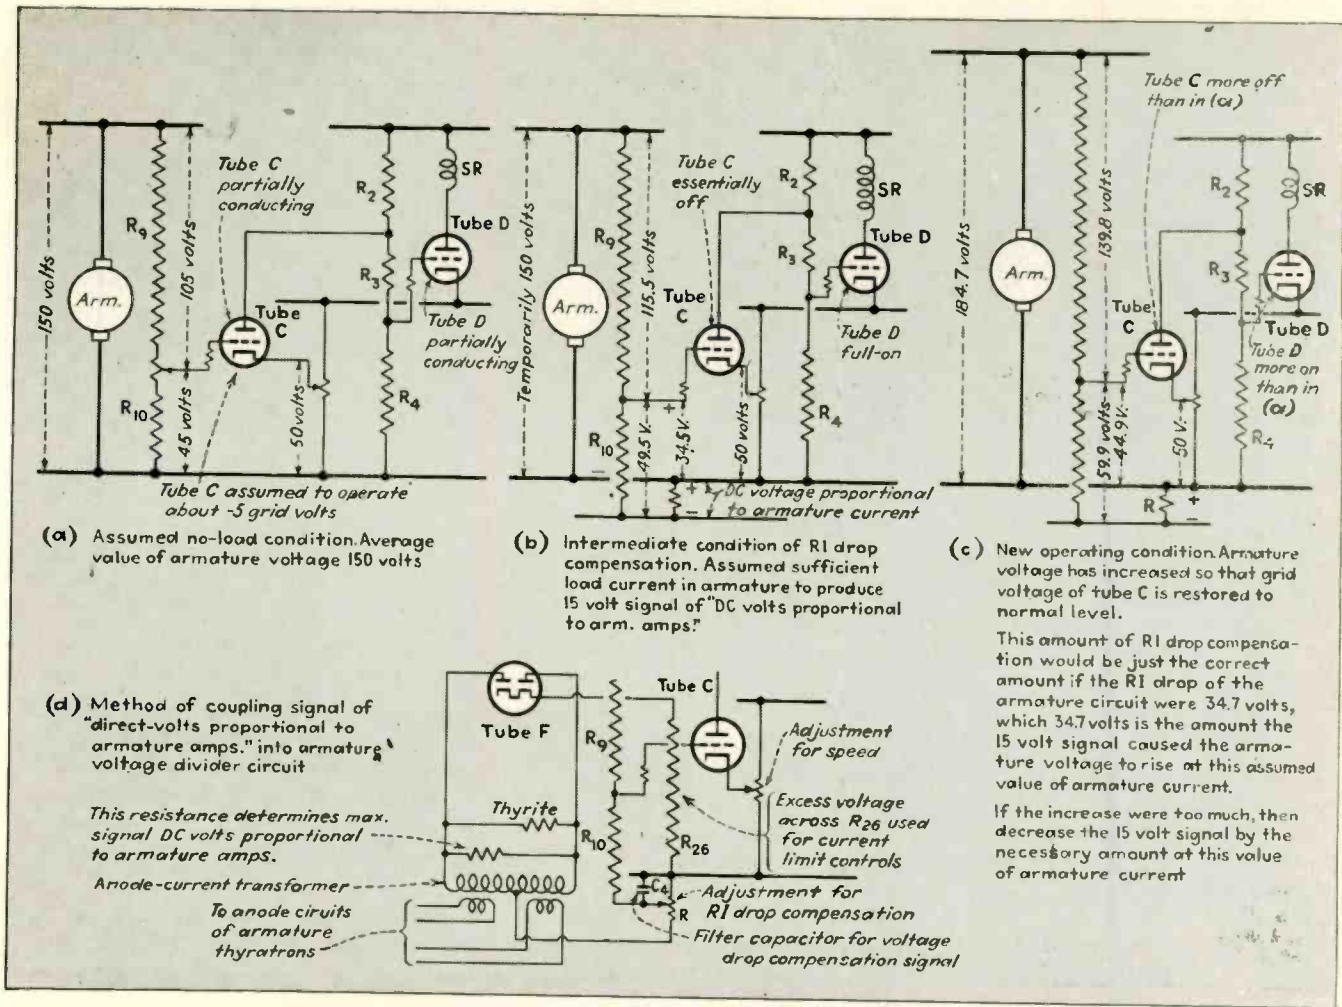 150 volts
Arm.
R9
105 volts
R10
45 volts
Tube C
partially
conducting
Tube
C
50 volts
R2
R3
R4
SR
Tube D
Tube D
partially
conducting
Tube C assumed to operate
about -5 grid volts
(a) Assumed no-load condition. Average
value of armature voltage 150 volts
Temporarily 150 volts
Arm.
R9
115.5 volts
R10
49.5 V.
34.5 V.
50 volts
Tube C
essentially
off
Tube
C
R2
R3
R4
SR
Tube D
Tube D
full-on
+
−
+
−
DC voltage proportional
to armature current
(b) Intermediate condition of RI drop
compensation. Assumed sufficient
load current in armature to produce
15 volt signal of "DC volts proportional
to arm. amps."
184.7 volts
Arm.
139.8 volts
59.9 volts
44.9 V.
50 V.
Tube C more off
than in (a)
Tube
C
R2
R3
R4
SR
Tube D
Tube D
more on
than in
(a)
R
+
−
(c) New operating condition. Armature
voltage has increased so that grid
voltage of tube C is restored to
normal level.
This amount of RI drop compensa-
tion would be just the correct
amount if the RI drop of the
armature circuit were 34.7 volts,
which 34.7 volts is the amount the
15 volt signal caused the arma-
ture voltage to rise at this assumed
value of armature current.
If the increase were too much, then
decrease the 15 volt signal by the
necessary amount at this value
of armature current
(d) Method of coupling signal of
"direct-volts proportional to
armature amps." into armature
voltage divider circuit
This resistance determines max.
signal DC volts proportional
to armature amps.
Anode-current transformer
To anode ciruits
of armature
thyratrons
Tube F
Thyrite
R9
R10
R26
C4
R
Tube C
Adjustment
for speed
Excess voltage
across R26 used
for current
limit controls
Adjustment for
RI drop compensation
Filter capacitor for voltage
drop compensation signal